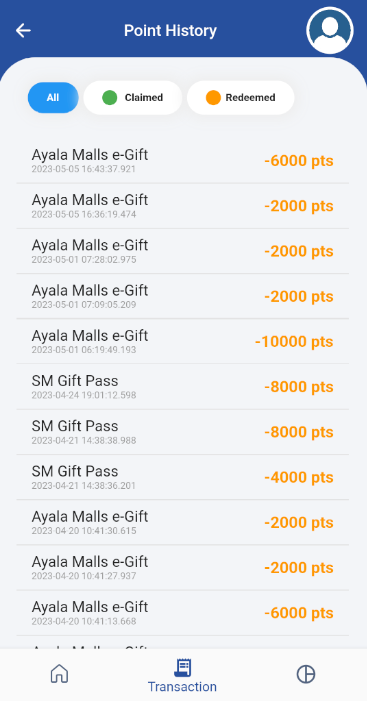 Point History
All
Claimed
Redeemed
Ayala Malls e-Gift
-6000 pts
2023-05-05 16:43:37.921
Ayala Malls e-Gift
-2000 pts
2023-05-05 16:36:19.474
Ayala Malls e-Gift
-2000 pts
2023-05-01 07:28:02.975
Ayala Malls e-Gift
-2000 pts
2023-05-01 07:09:05.209
Ayala Malls e-Gift
-10000 pts
2023-05-01 06:19:49.193
SM Gift Pass
-8000 pts
2023-04-24 19:01:12.598
SM Gift Pass
-8000 pts
2023-04-21 14:38:38.988
SM Gift Pass
-4000 pts
2023-04-21 14:38:36.201
Ayala Malls e-Gift
-2000 pts
2023-04-20 10:41:30.615
Ayala Malls e-Gift
-2000 pts
2023-04-20 10:41:27.937
Ayala Malls e-Gift
-6000 pts
2023-04-20 10:41:13.668
Ayala Malls e-Gift
Transaction